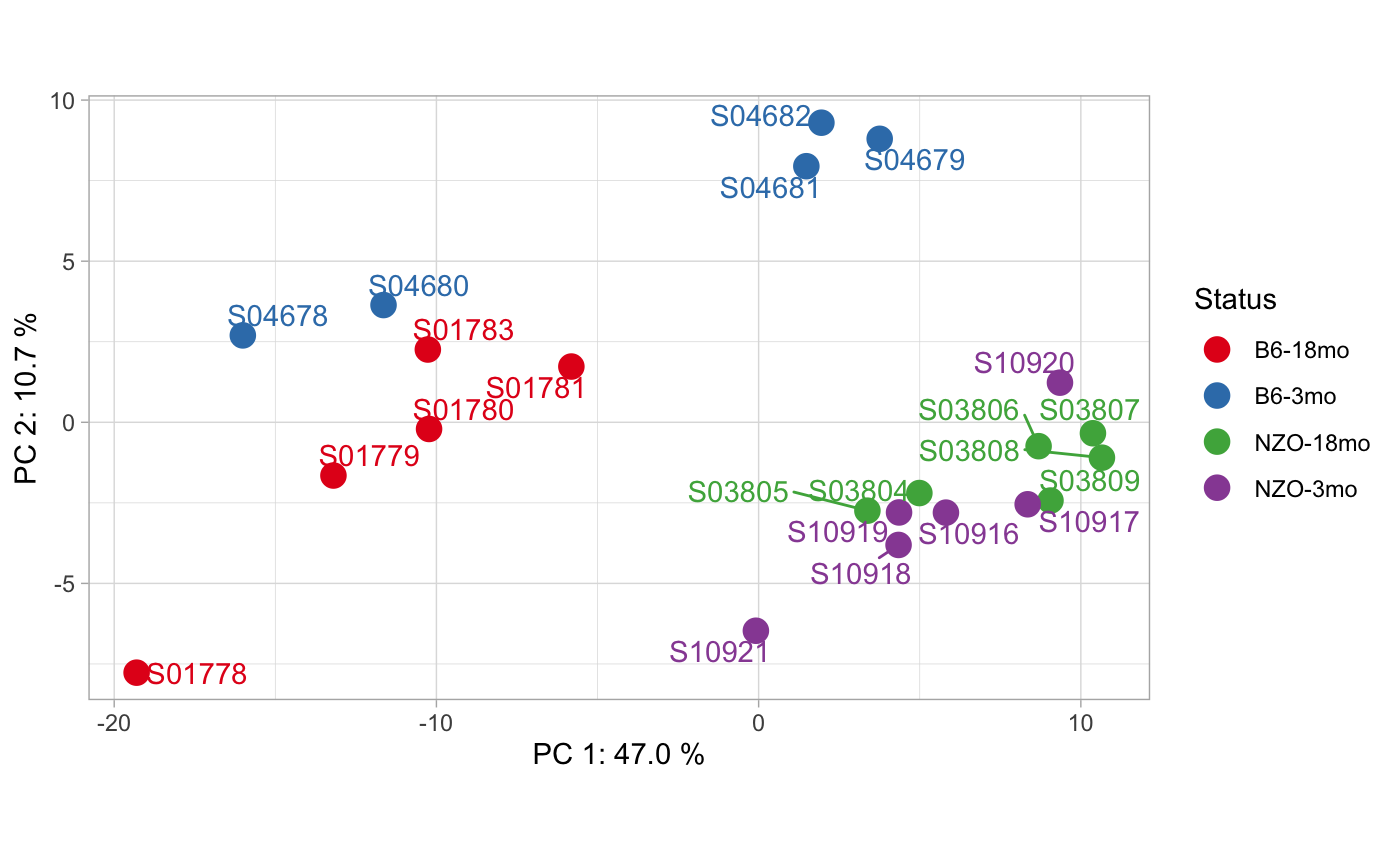 10
5
0
-5
-20
-10
0
10
PC 2: 10.7 %
PC 1: 47.0 %
S04682
S04679
S04681
S04680
S04678
S01783
S01781
S01780
S01779
S01778
S10920
S03806
S03807
S03808
S03809
S03805
S03804
S10919
S10916
S10917
S10918
S10921
Status
B6-18mo
B6-3mo
NZO-18mo
NZO-3mo